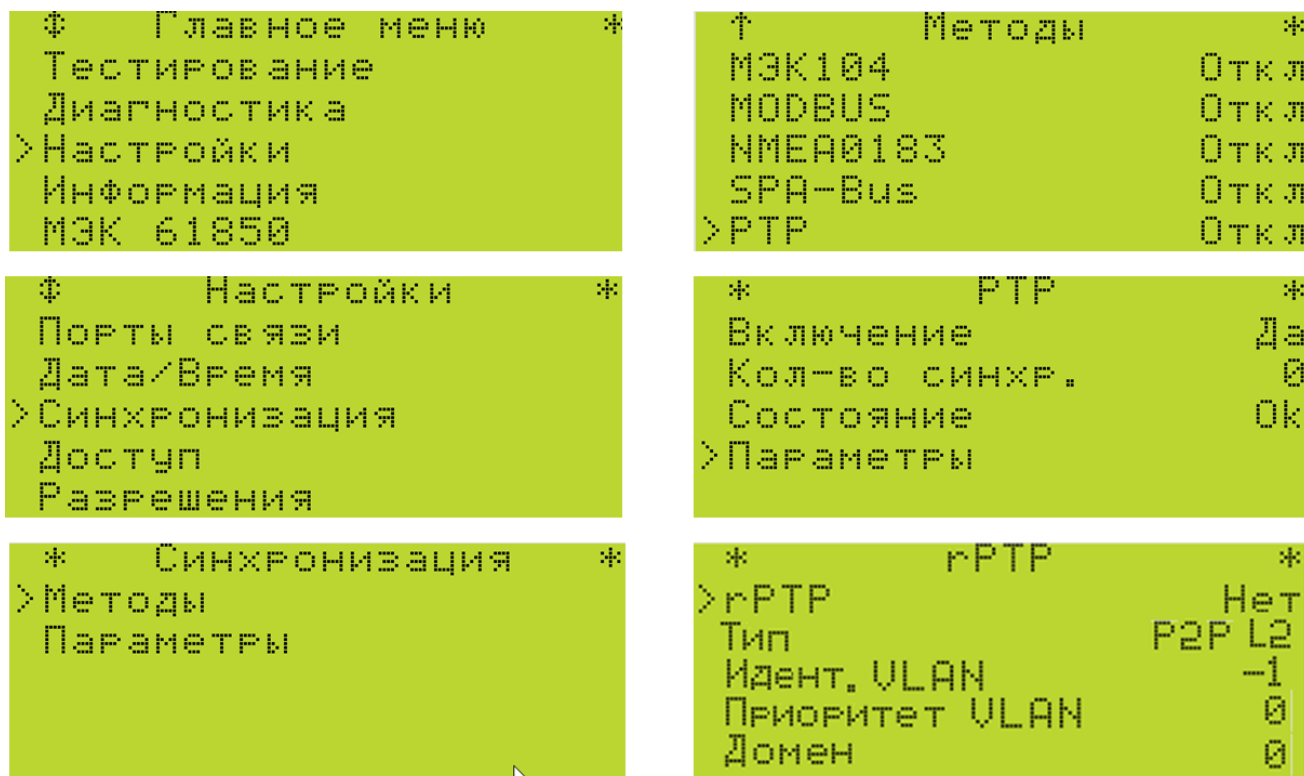 ↕ Главное меню *
Тестирование
Диагностика
>Настройки
Информация
МЭК 61850
↕ Настройки *
Порты связи
Дата/Время
>Синхронизация
Доступ
Разрешения
* Синхронизация *
>Методы
Параметры
↑ Методы *
МЭК104 Откл
MODBUS Откл
NMEA0183 Откл
SPA-Bus Откл
>PTP Откл
* PTP *
Включение Да
Кол-во синхр. 0
Состояние Ok
>Параметры
* rPTP *
>rPTP Нет
Тип P2P L2
Идент. VLAN -1
Приоритет VLAN 0
Домен 0